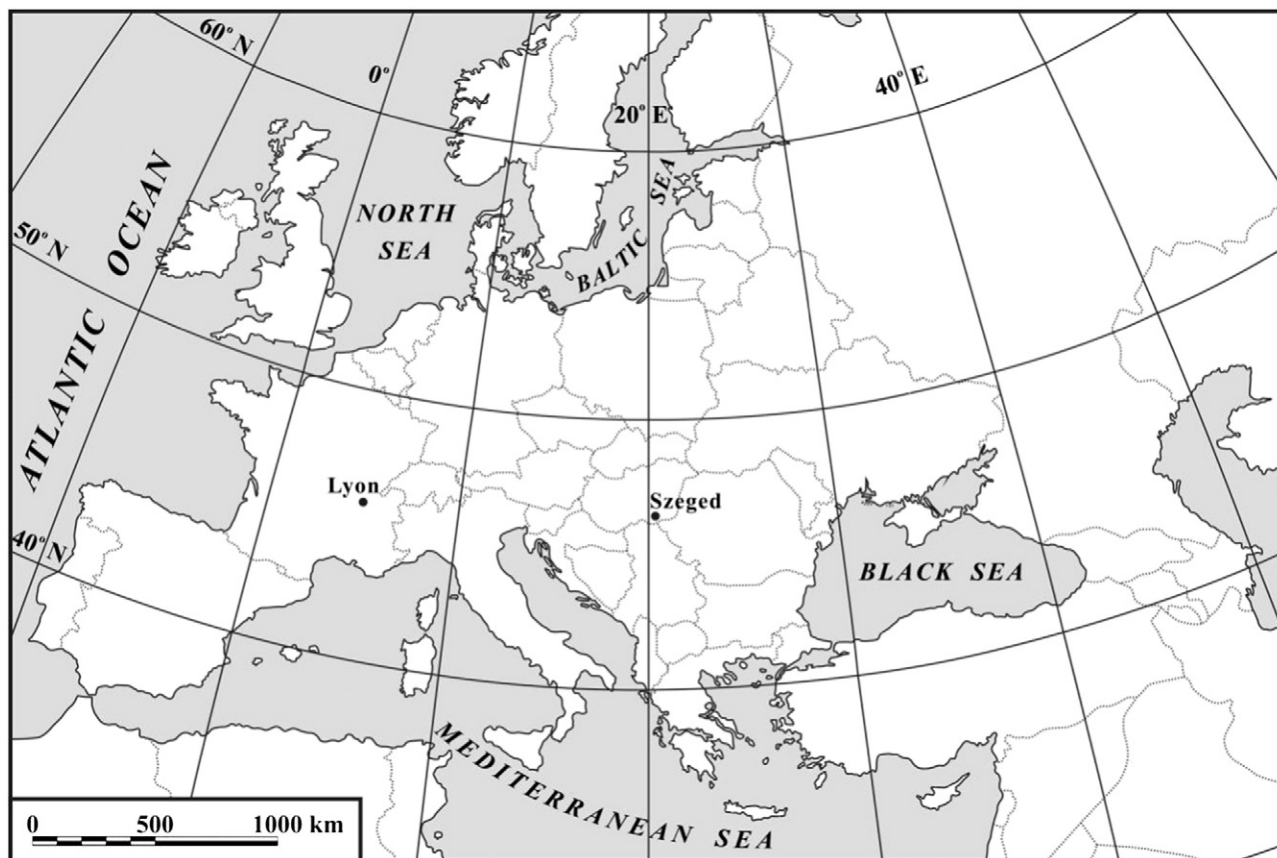 60° N
0°
20° E
40° E
ATLANTIC OCEAN
NORTH
SEA
BALTIC SEA
50° N
Lyon
Szeged
40° N
BLACK SEA
MEDITERRANEAN SEA
0 500 1000 km